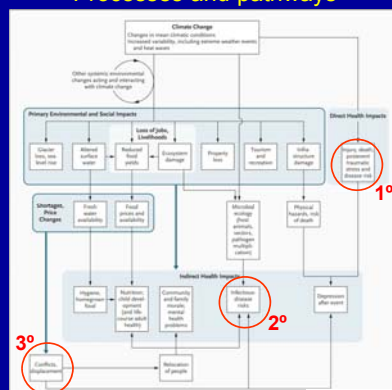 Processes and pathways
Climate Change
Changes in mean climatic conditions.
Increased variability, including extreme weather events
and heat waves
Other systemic environmental
changes acting and interacting
with climate change
Primary Environmental and Social Impacts
Direct Health Impacts
Loss of Jobs,
Livelihoods
Glacier
loss, sea
level rise
Altered
surface
water
Reduced
food
yields
Ecosystem
damage
Property
loss
Tourism
and
recreation
Infra-
structure
damage
Injury, death,
posttraumatic
stress and
disease risk
1º
Shortages,
Price
Changes
Fresh
water
availability
Food
prices and
availability
Microbial
ecology
(host
animals,
vectors,
pathogen
multipli-
cation)
Physical
hazards, risk
of death
Indirect Health Impacts
Hygiene,
homegrown
food
Nutrition:
child devel-
opment
(and life-
course adult
health)
Community
and family
morale,
mental
health
problems
Infectious
disease
risks
2º
Depression
after event
3º
Conflicts,
displacement
Relocation
of people